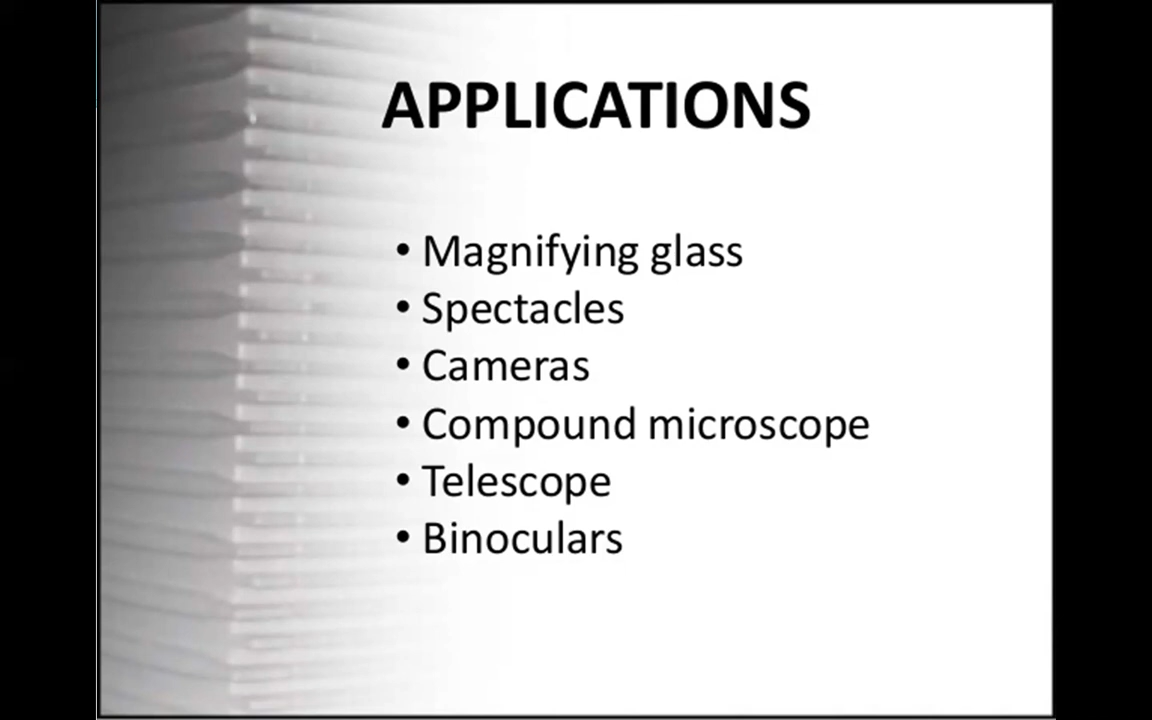 APPLICATIONS
• Magnifying glass
• Spectacles
• Cameras
• Compound microscope
• Telescope
• Binoculars